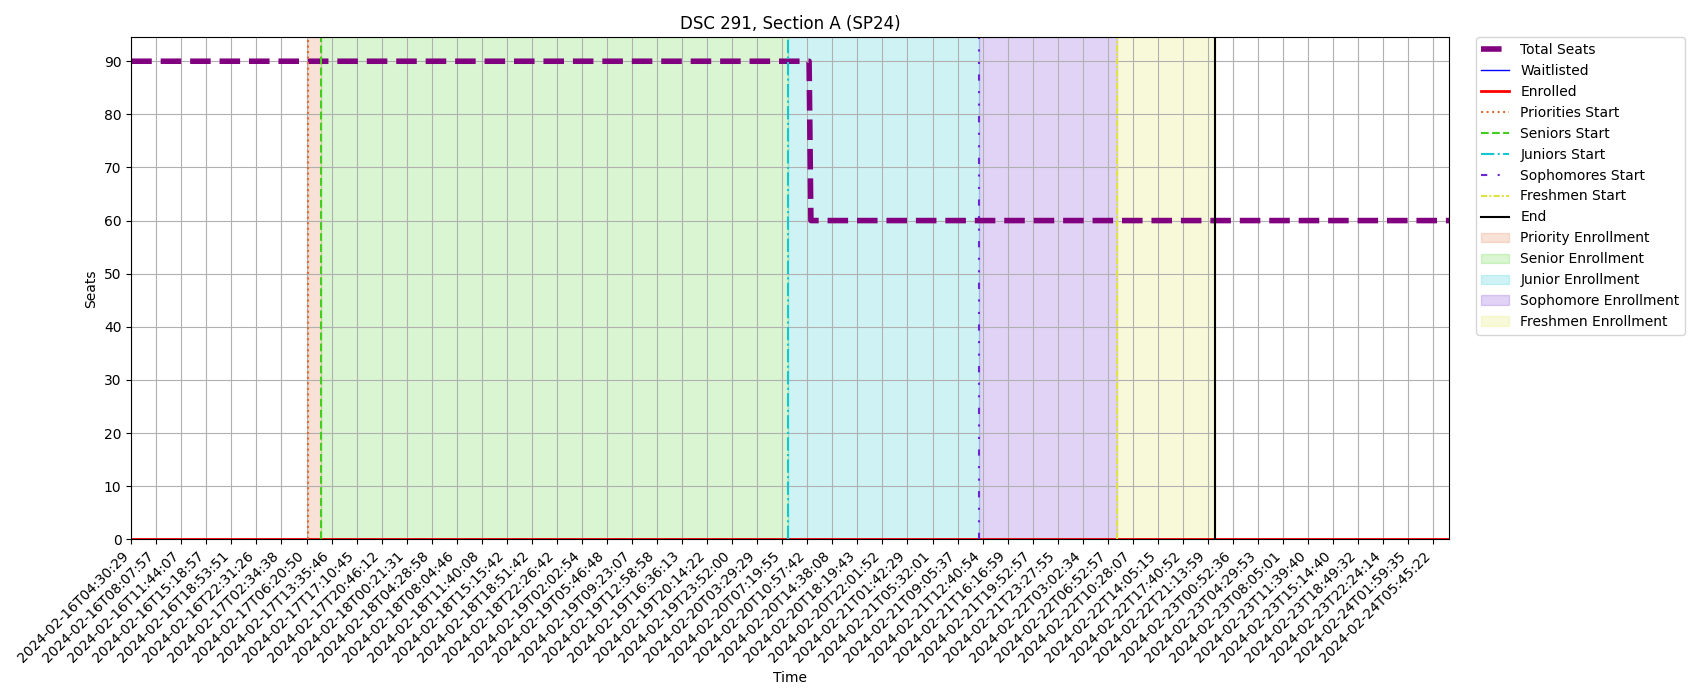 DSC 291, Section A (SP24)
Seats
90
80
70
60
50
40
30
20
10
0
2024-02-16T04:30:29
2024-02-16T08:07:57
2024-02-16T11:44:07
2024-02-16T15:18:57
2024-02-16T18:53:51
2024-02-16T22:31:26
2024-02-17T02:34:38
2024-02-17T06:20:50
2024-02-17T13:35:46
2024-02-17T17:10:45
2024-02-17T20:46:12
2024-02-18T00:21:31
2024-02-18T04:28:58
2024-02-18T08:04:46
2024-02-18T11:40:08
2024-02-18T15:15:42
2024-02-18T18:51:42
2024-02-18T22:26:42
2024-02-19T02:02:54
2024-02-19T05:46:48
2024-02-19T09:23:07
2024-02-19T12:58:58
2024-02-19T16:36:13
2024-02-19T20:14:22
2024-02-19T23:52:00
2024-02-20T03:29:29
2024-02-20T07:19:55
2024-02-20T10:57:42
2024-02-20T14:38:08
2024-02-20T18:19:43
2024-02-20T22:01:52
2024-02-21T01:42:29
2024-02-21T05:32:01
2024-02-21T09:05:37
2024-02-21T12:40:54
2024-02-21T16:16:59
2024-02-21T19:52:57
2024-02-21T23:27:55
2024-02-22T03:02:34
2024-02-22T06:52:57
2024-02-22T10:28:07
2024-02-22T14:05:15
2024-02-22T17:40:52
2024-02-22T21:13:59
2024-02-23T00:52:36
2024-02-23T04:29:53
2024-02-23T08:05:01
2024-02-23T11:39:40
2024-02-23T15:14:40
2024-02-23T18:49:32
2024-02-23T22:24:14
2024-02-24T01:59:35
2024-02-24T05:45:22
Time
Total Seats
Waitlisted
Enrolled
Priorities Start
Seniors Start
Juniors Start
Sophomores Start
Freshmen Start
End
Priority Enrollment
Senior Enrollment
Junior Enrollment
Sophomore Enrollment
Freshmen Enrollment